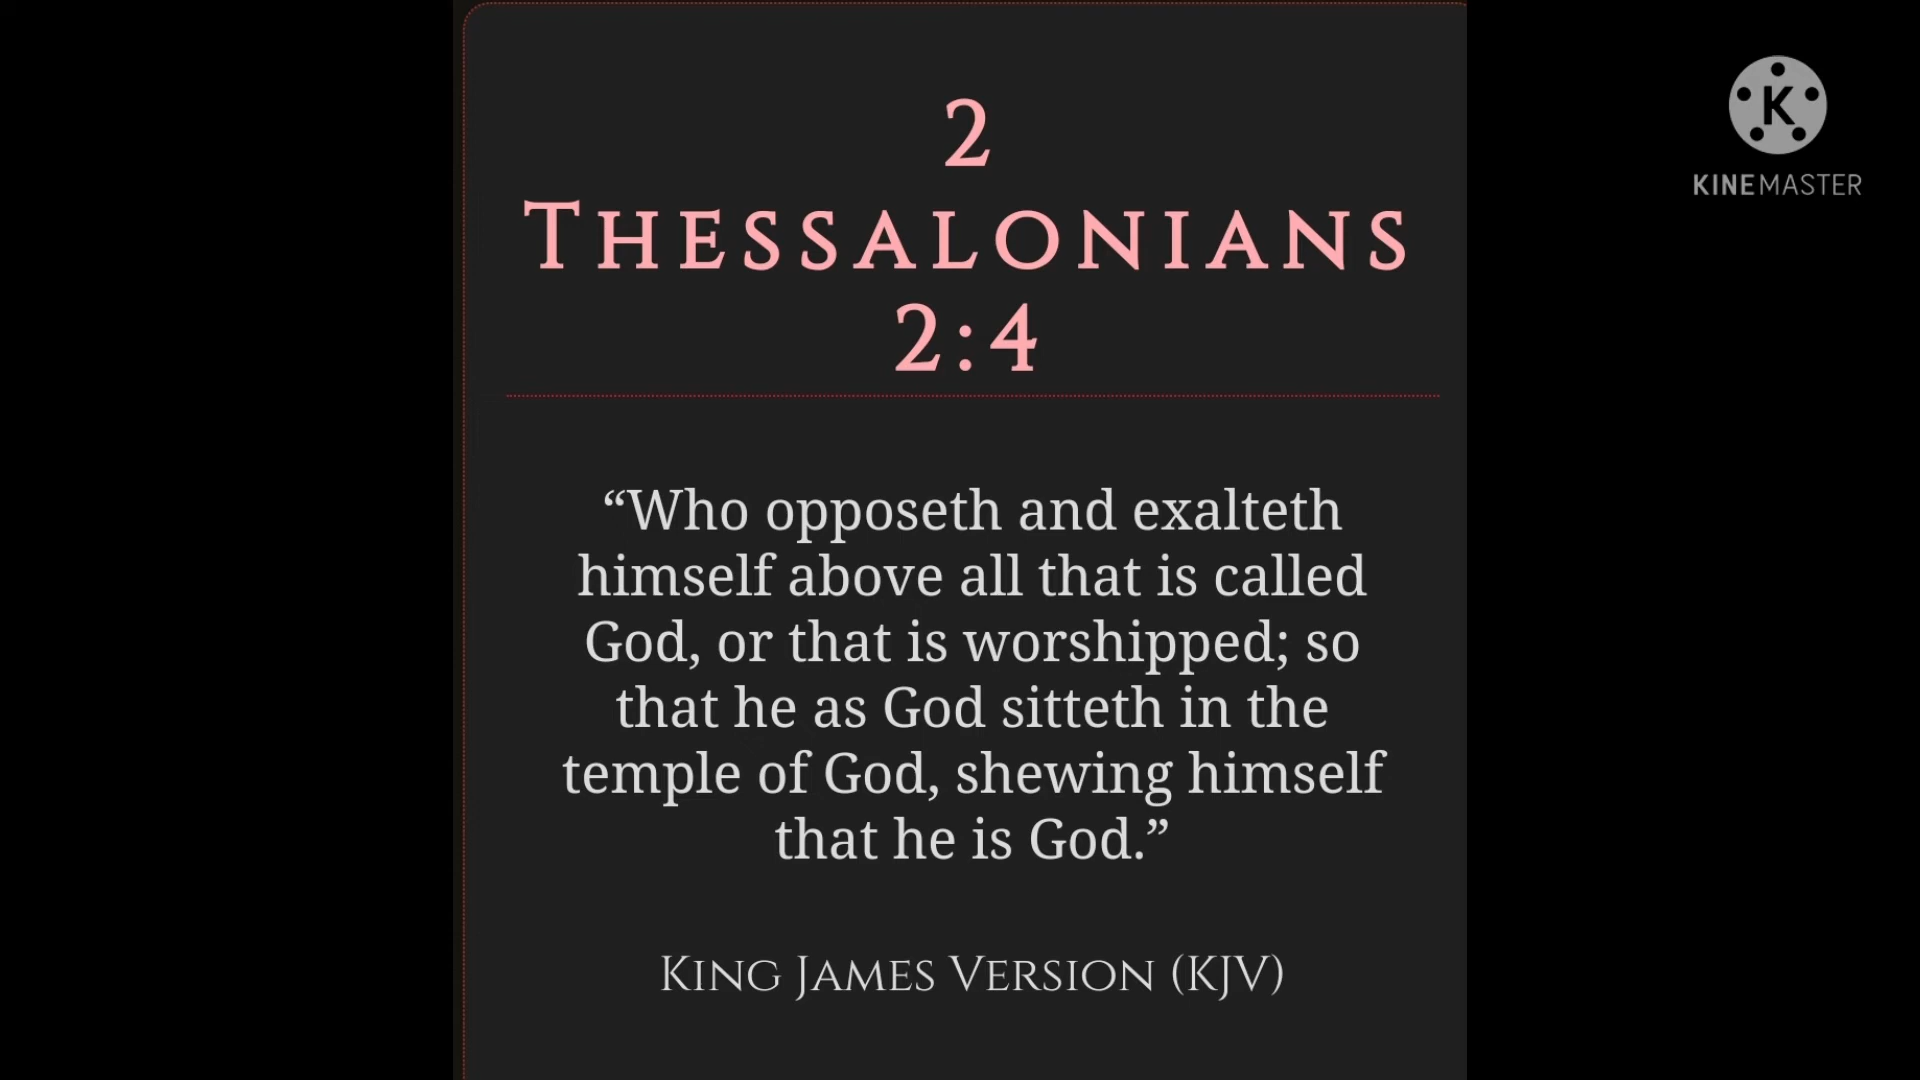 2
THESSALONIANS
2:4
“Who opposeth and exalteth
himself above all that is called
God, or that is worshipped; so
that he as God sitteth in the
temple of God, shewing himself
that he is God.”
KING JAMES VERSION (KJV)
K
KINEMASTER